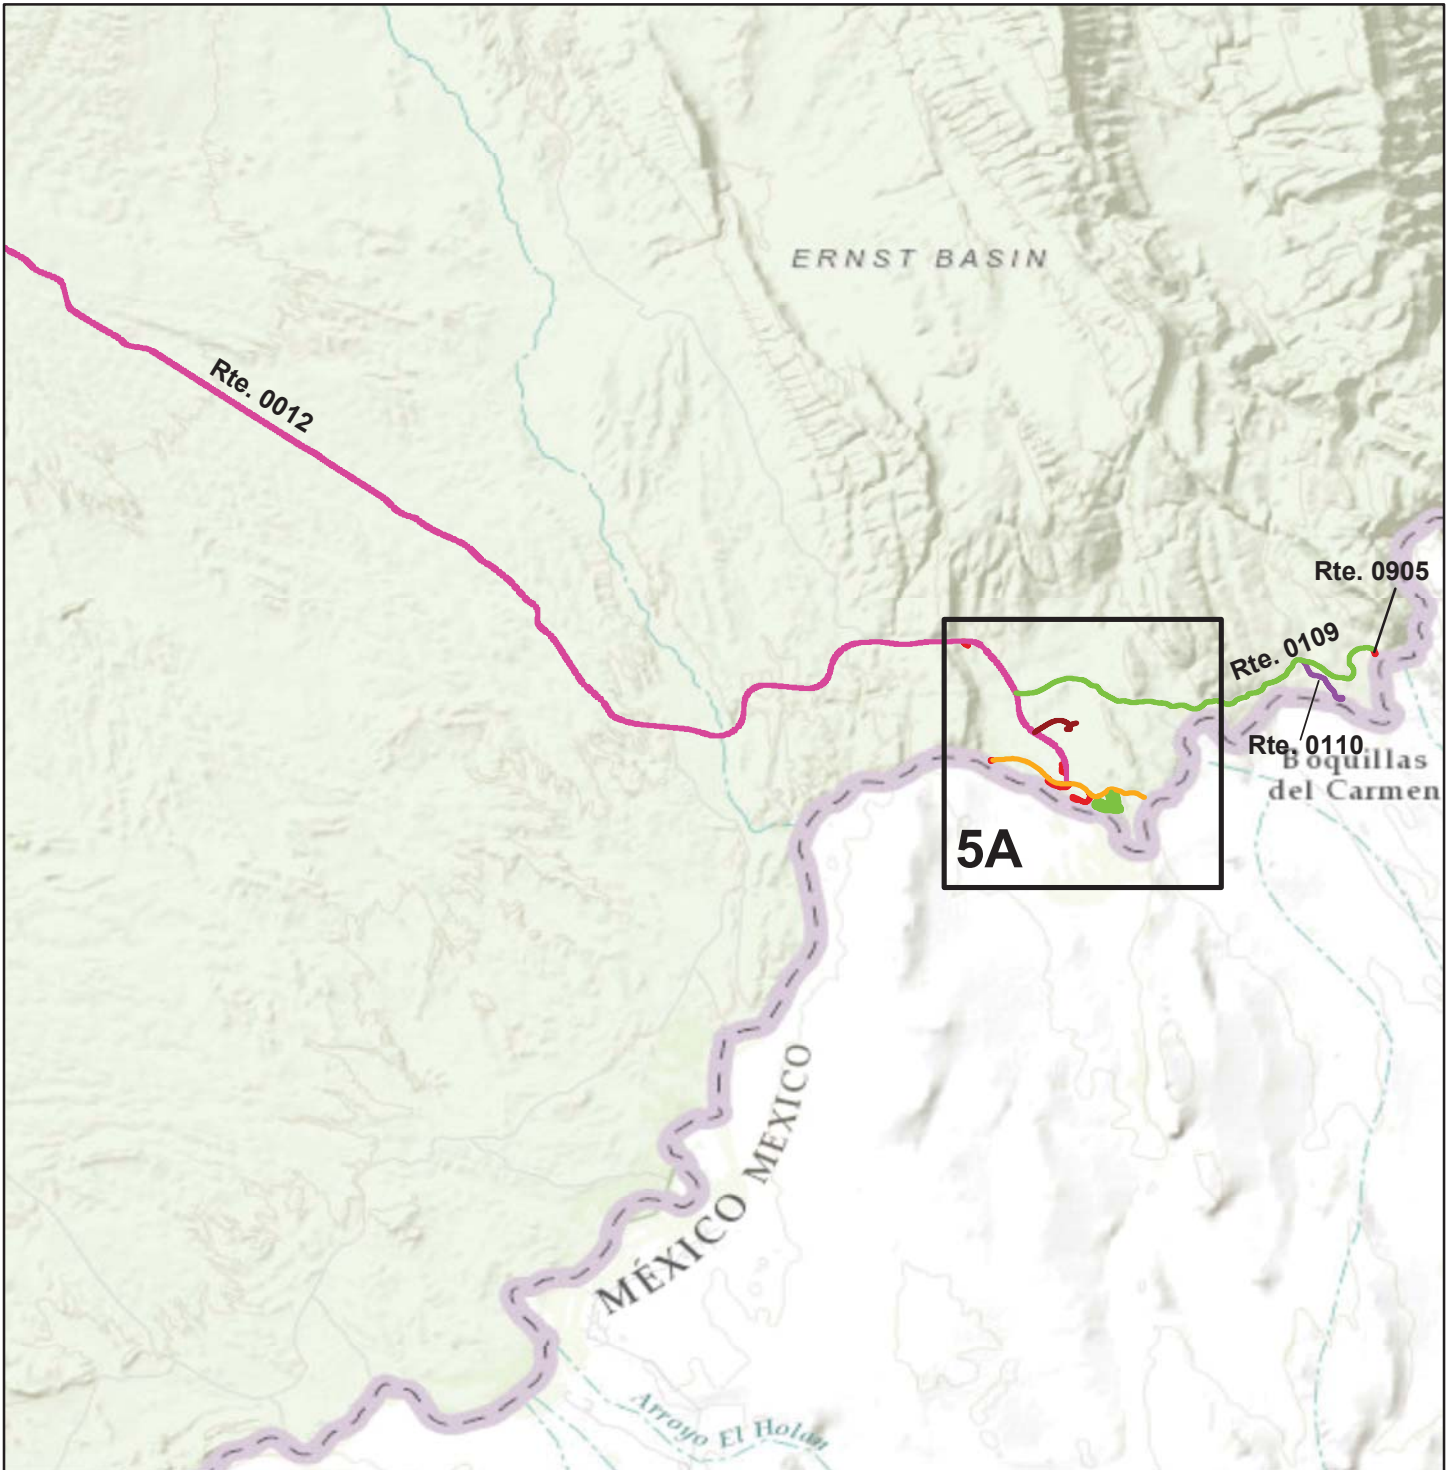 ERNST BASIN
Rte. 0012
Rte. 0905
Rte. 0109
Rte. 0110
Boquillas
del Carmen
5A
MEXICO
MÉXICO
Arroyo El Holan